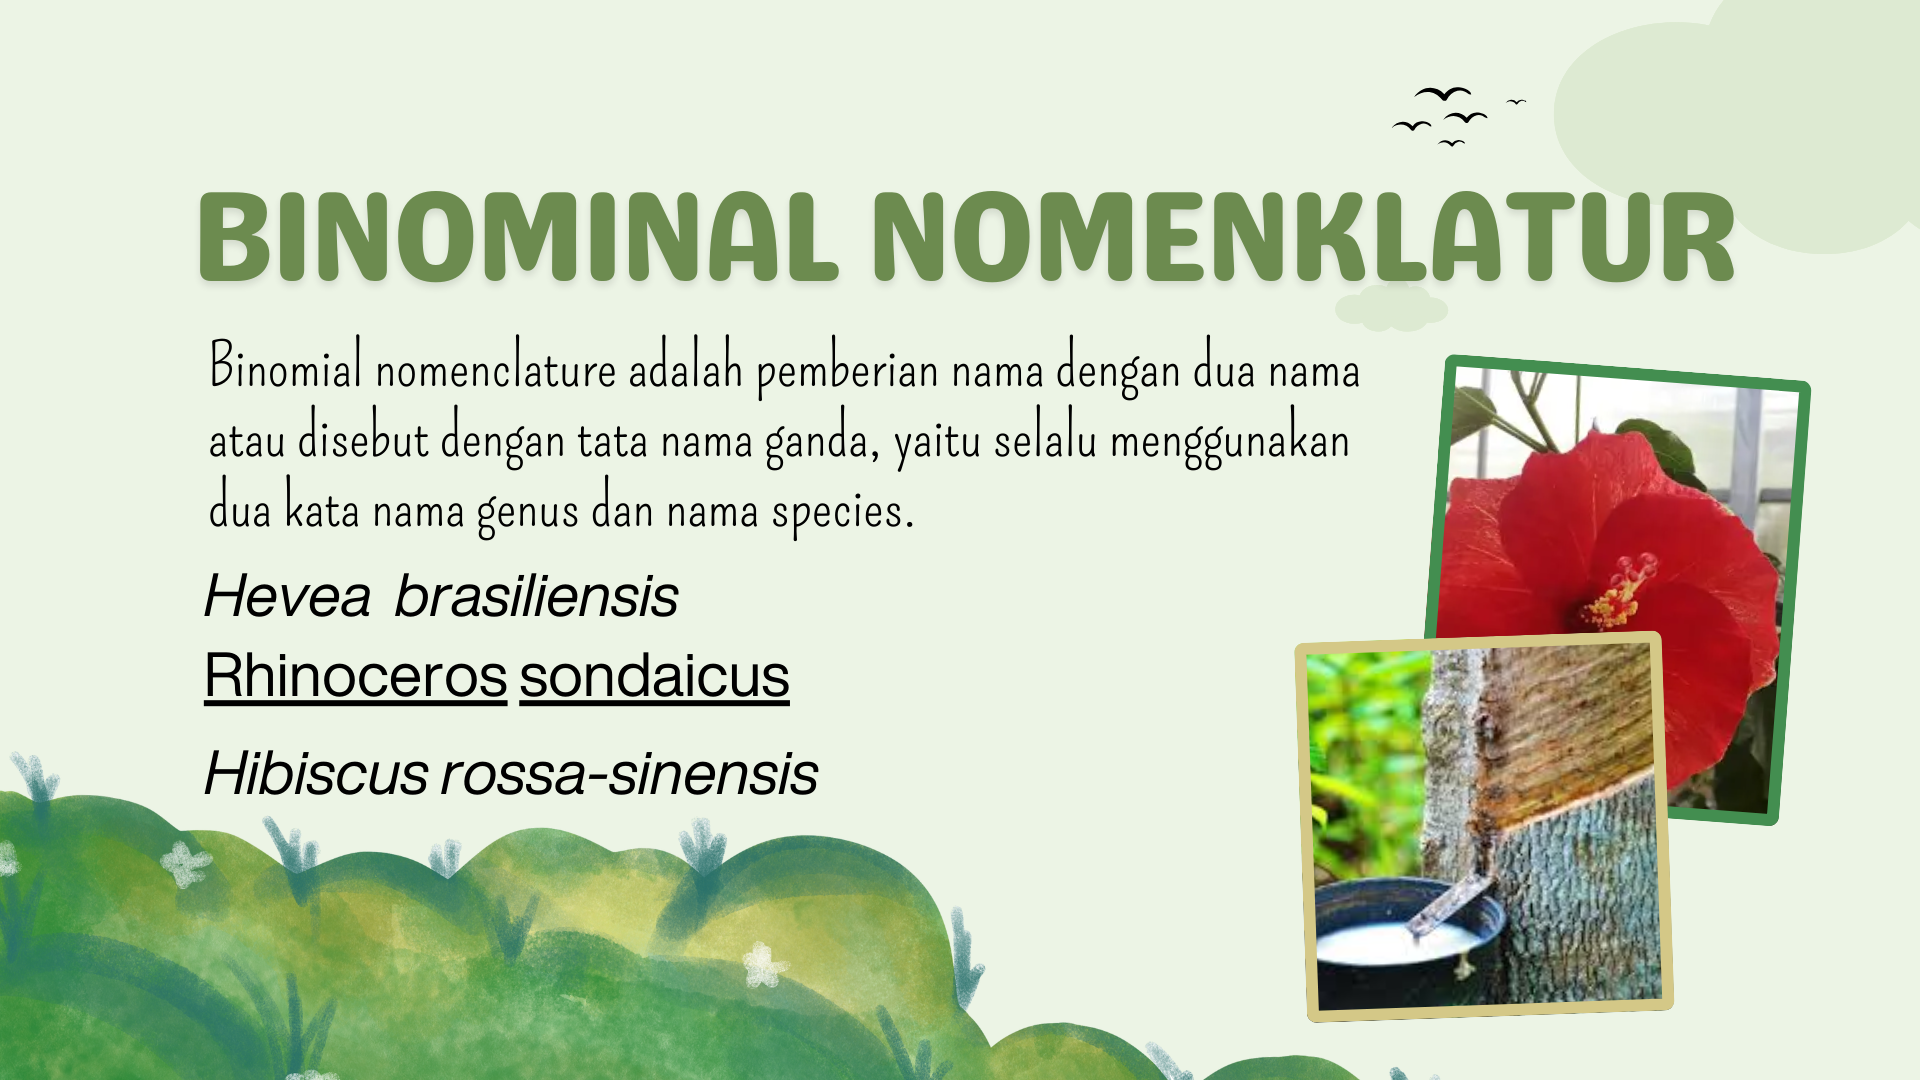 BINOMINAL NOMENKLATUR
Binomial nomenclature adalah pemberian nama dengan dua nama
atau disebut dengan tata nama ganda, yaitu selalu menggunakan
dua kata nama genus dan nama species.
Hevea brasiliensis
Rhinoceros sondaicus
Hibiscus rossa-sinensis